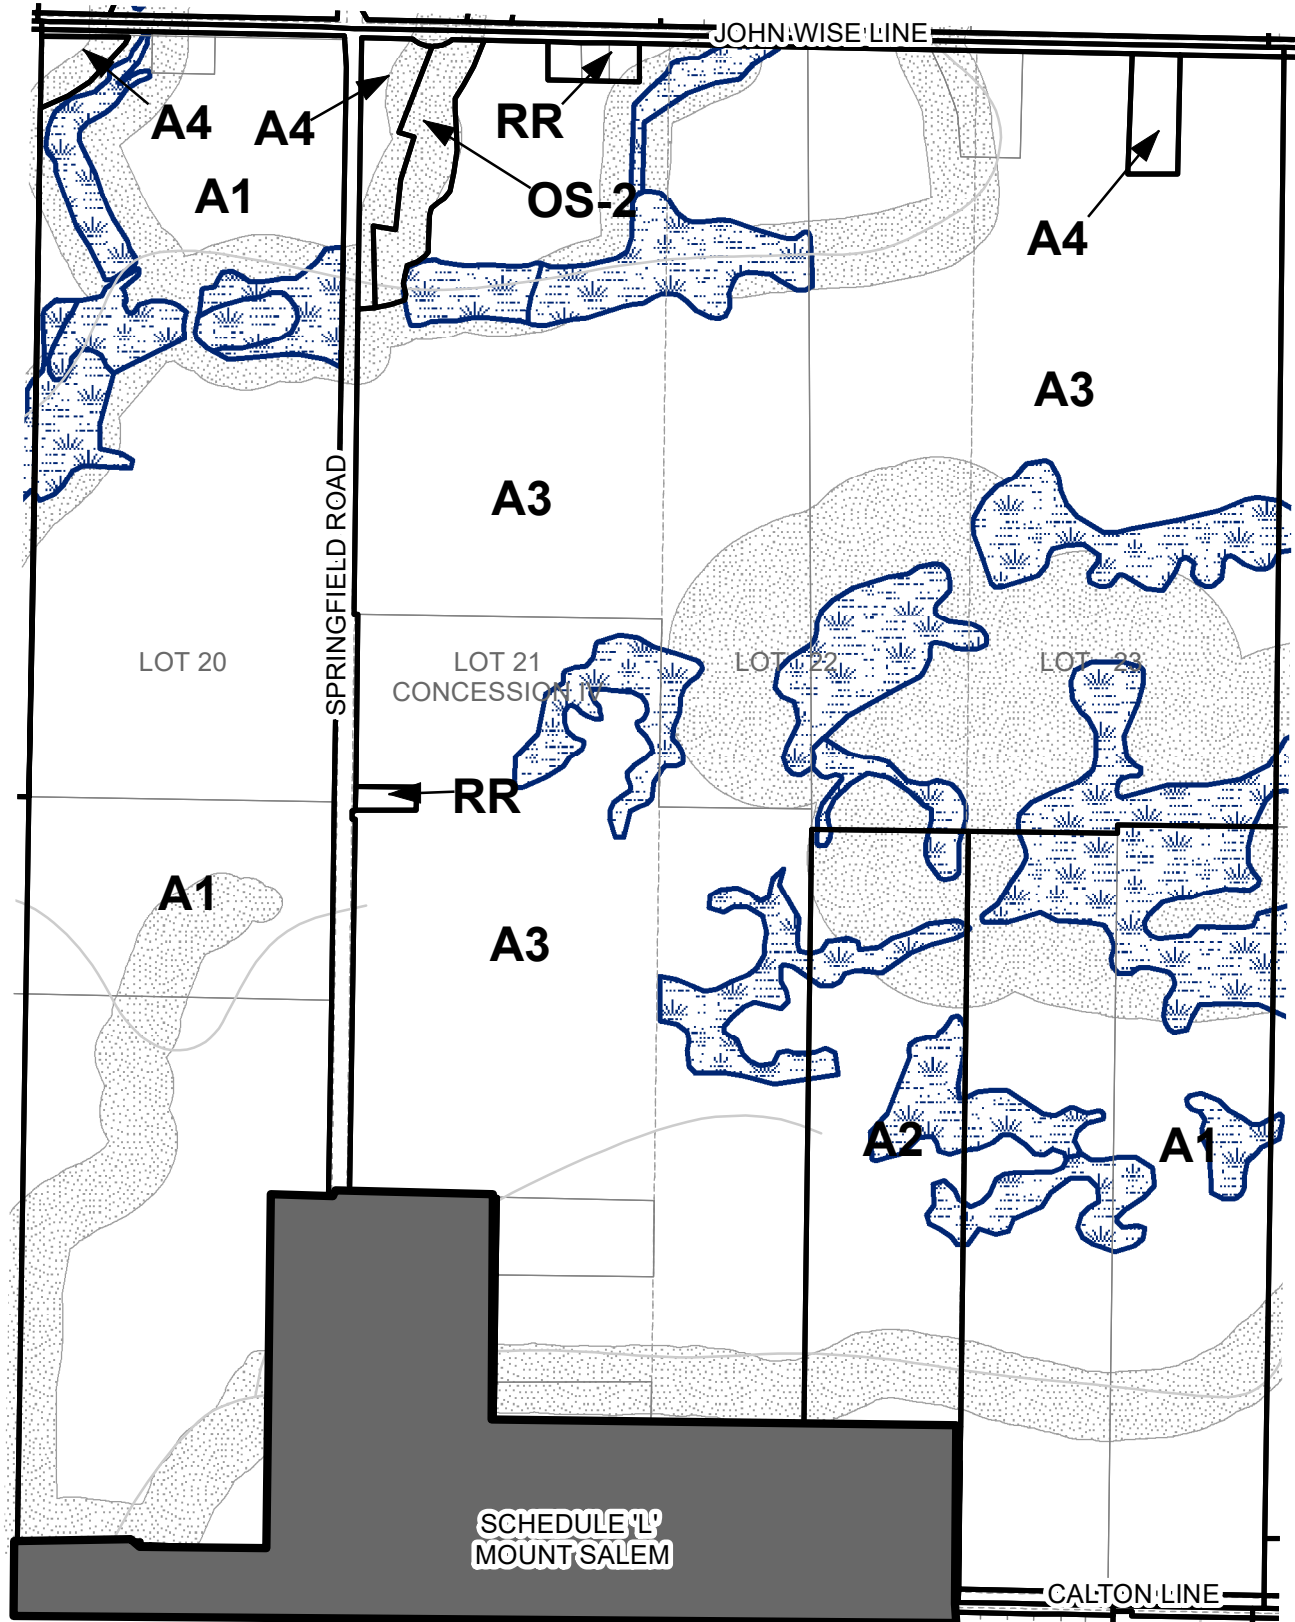 JOHN WISE LINE
A4
A4
RR
A1
OS-2
A4
A3
A3
SPRINGFIELD ROAD
LOT 20
LOT 21
CONCESSION IV
LOT 22
LOT 23
RR
A1
A3
A2
A1
SCHEDULE 'L'
MOUNT SALEM
CALTON LINE